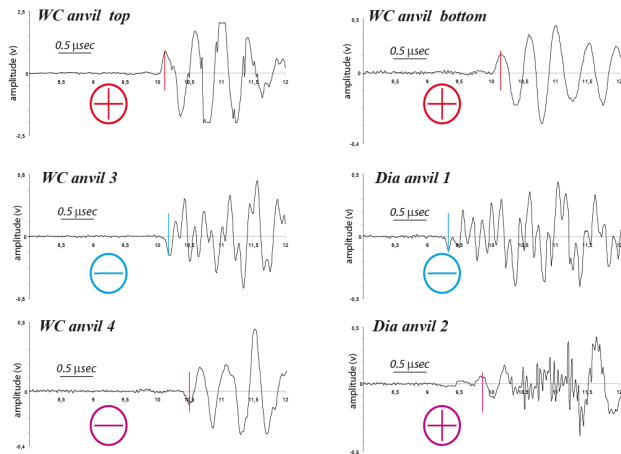 WC anvil top
2,5
0.5 µsec
amplitude (v)
0
8,5 9 9,5 10 10,5 11 11,5 12
-2,5
WC anvil bottom
0,4
0.5 µsec
amplitude (v)
0
8,5 9 9,5 10 10,5 11 11,5 12
-0,4
WC anvil 3
0,6
0.5 µsec
amplitude (v)
0
8,5 9 9,5 10 10,5 11 11,5 12
-0,6
Dia anvil 1
0,5
0.5 µsec
amplitude (v)
0
8,5 9 9,5 10 10,5 11 11,5 12
-0,5
WC anvil 4
0,5
0.5 µsec
amplitude (v)
0
8,5 9 9,5 10 10,5 11 11,5 12
-0,4
Dia anvil 2
0,5
0.5 µsec
amplitude (v)
0
8,5 9 9,5 10 10,5 11 11,5 12
-0.6